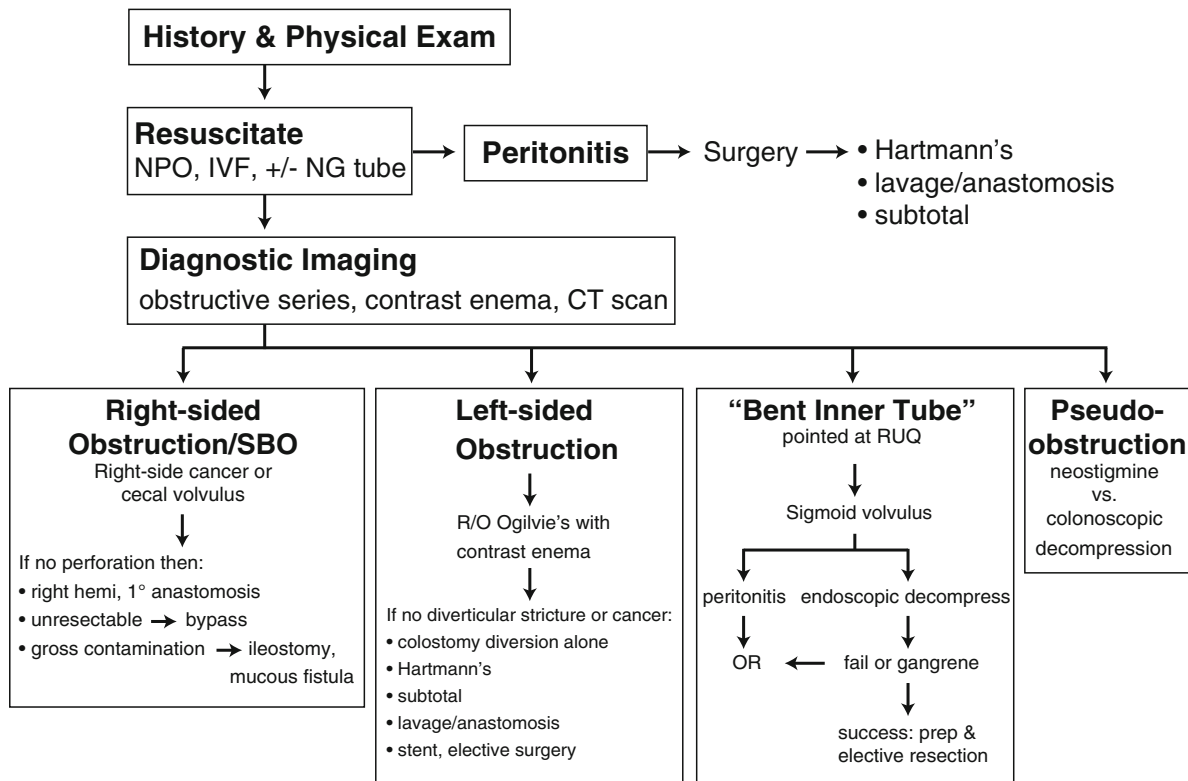 History & Physical Exam
Resuscitate
NPO, IVF, +/- NG tube
Peritonitis
Surgery
• Hartmann’s
• lavage/anastomosis
• subtotal
Diagnostic Imaging
obstructive series, contrast enema, CT scan
Right-sided
Obstruction/SBO
Right-side cancer or
cecal volvulus
If no perforation then:
• right hemi, 1° anastomosis
• unresectable → bypass
• gross contamination → ileostomy,
mucous fistula
Left-sided
Obstruction
R/O Ogilvie’s with
contrast enema
If no diverticular stricture or cancer:
• colostomy diversion alone
• Hartmann’s
• subtotal
• lavage/anastomosis
• stent, elective surgery
“Bent Inner Tube”
pointed at RUQ
Sigmoid volvulus
peritonitis
endoscopic decompress
OR
fail or gangrene
success: prep &
elective resection
Pseudo-
obstruction
neostigmine
vs.
colonoscopic
decompression